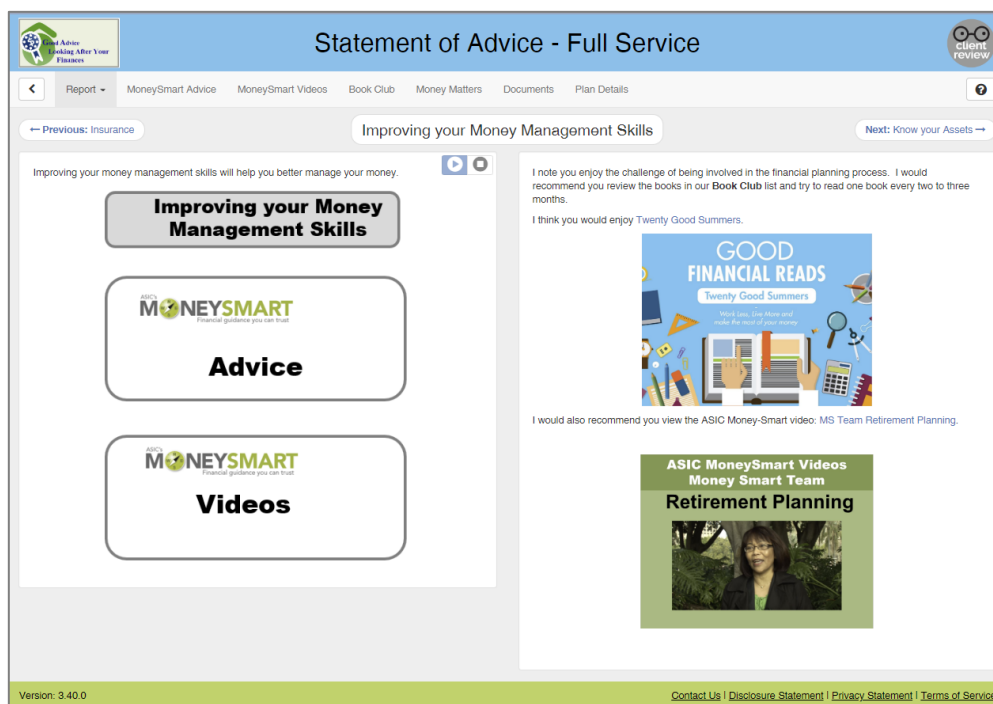 Good Advice
Looking After Your
Finances
Statement of Advice - Full Service
client
review
Report
MoneySmart Advice
MoneySmart Videos
Book Club
Money Matters
Documents
Plan Details
← Previous: Insurance
Improving your Money Management Skills
Next: Know your Assets →
Improving your money management skills will help you better manage your money.
Improving your Money
Management Skills
ASIC's
MONEYSMART
Financial guidance you can trust
Advice
ASIC's
MONEYSMART
Financial guidance you can trust
Videos
I note you enjoy the challenge of being involved in the financial planning process. I would
recommend you review the books in our Book Club list and try to read one book every two to three
months.
I think you would enjoy Twenty Good Summers.
GOOD
FINANCIAL READS
Twenty Good Summers
Work Less, Live More and
make the most of your money
I would also recommend you view the ASIC Money-Smart video: MS Team Retirement Planning.
ASIC MoneySmart Videos
Money Smart Team
Retirement Planning
Version: 3.40.0
Contact Us | Disclosure Statement | Privacy Statement | Terms of Service